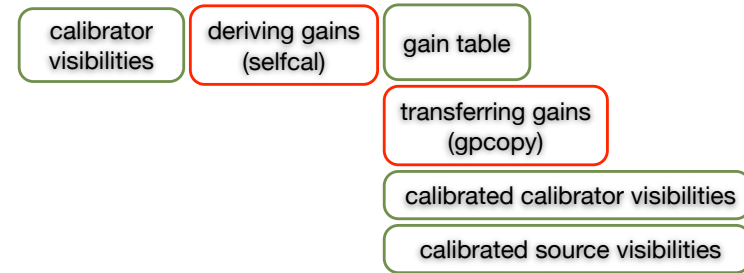 calibrator
visibilities
deriving gains
(selfcal)
gain table
transferring gains
(gpcopy)
calibrated calibrator visibilities
calibrated source visibilities